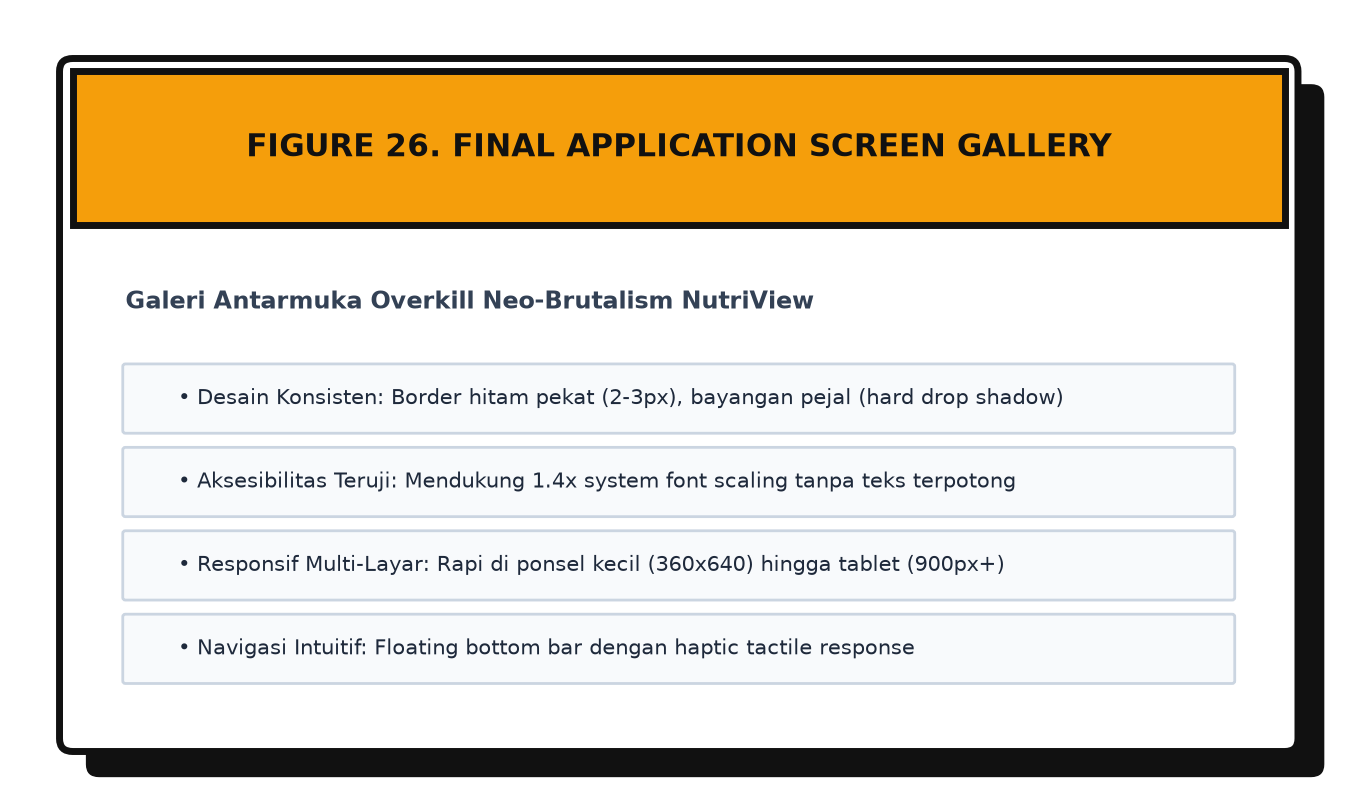 FIGURE 26. FINAL APPLICATION SCREEN GALLERY
Galeri Antarmuka Overkill Neo-Brutalism NutriView
• Desain Konsisten: Border hitam pekat (2-3px), bayangan pejal (hard drop shadow)
• Aksesibilitas Teruji: Mendukung 1.4x system font scaling tanpa teks terpotong
• Responsif Multi-Layar: Rapi di ponsel kecil (360x640) hingga tablet (900px+)
• Navigasi Intuitif: Floating bottom bar dengan haptic tactile response